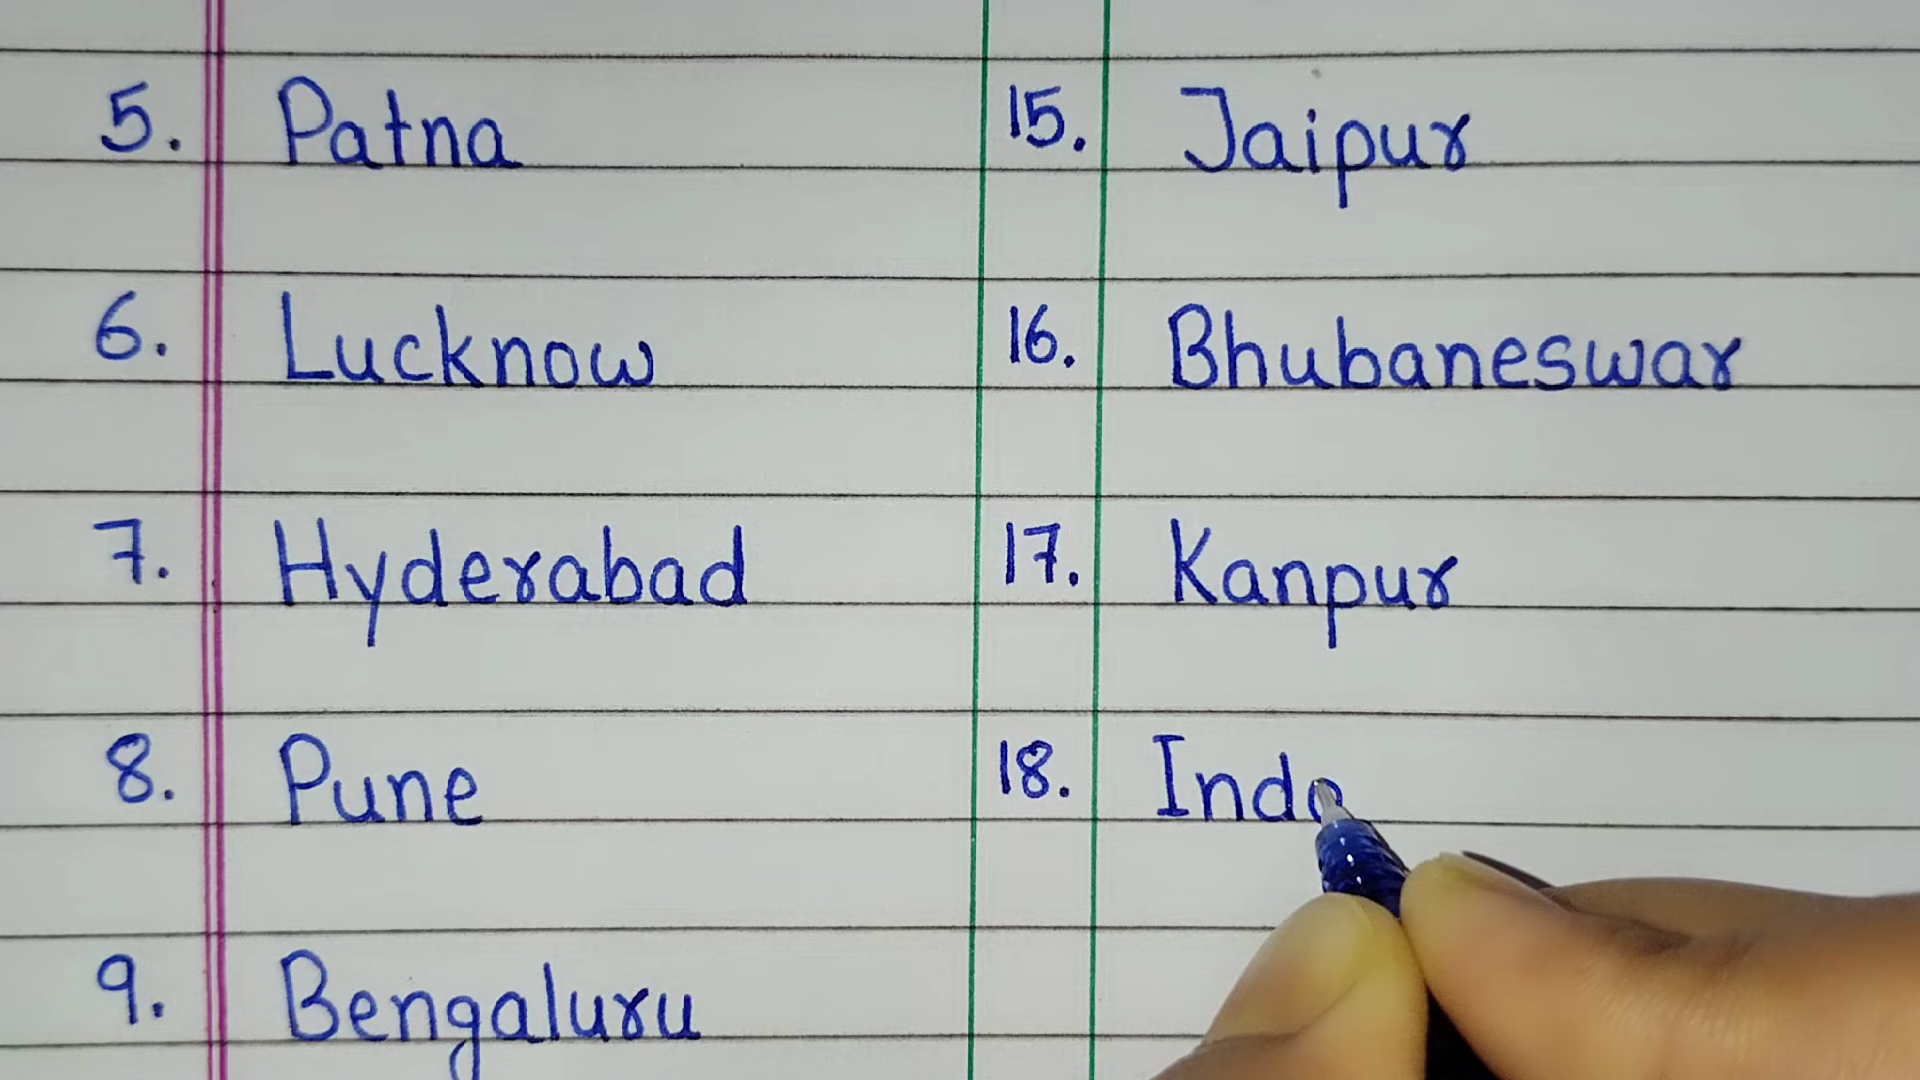 5. Patna 15. Jaipur
6. Lucknow 16. Bhubaneswar
7. Hyderabad 17. Kanpur
8. Pune 18. Indo
9. Bengaluru